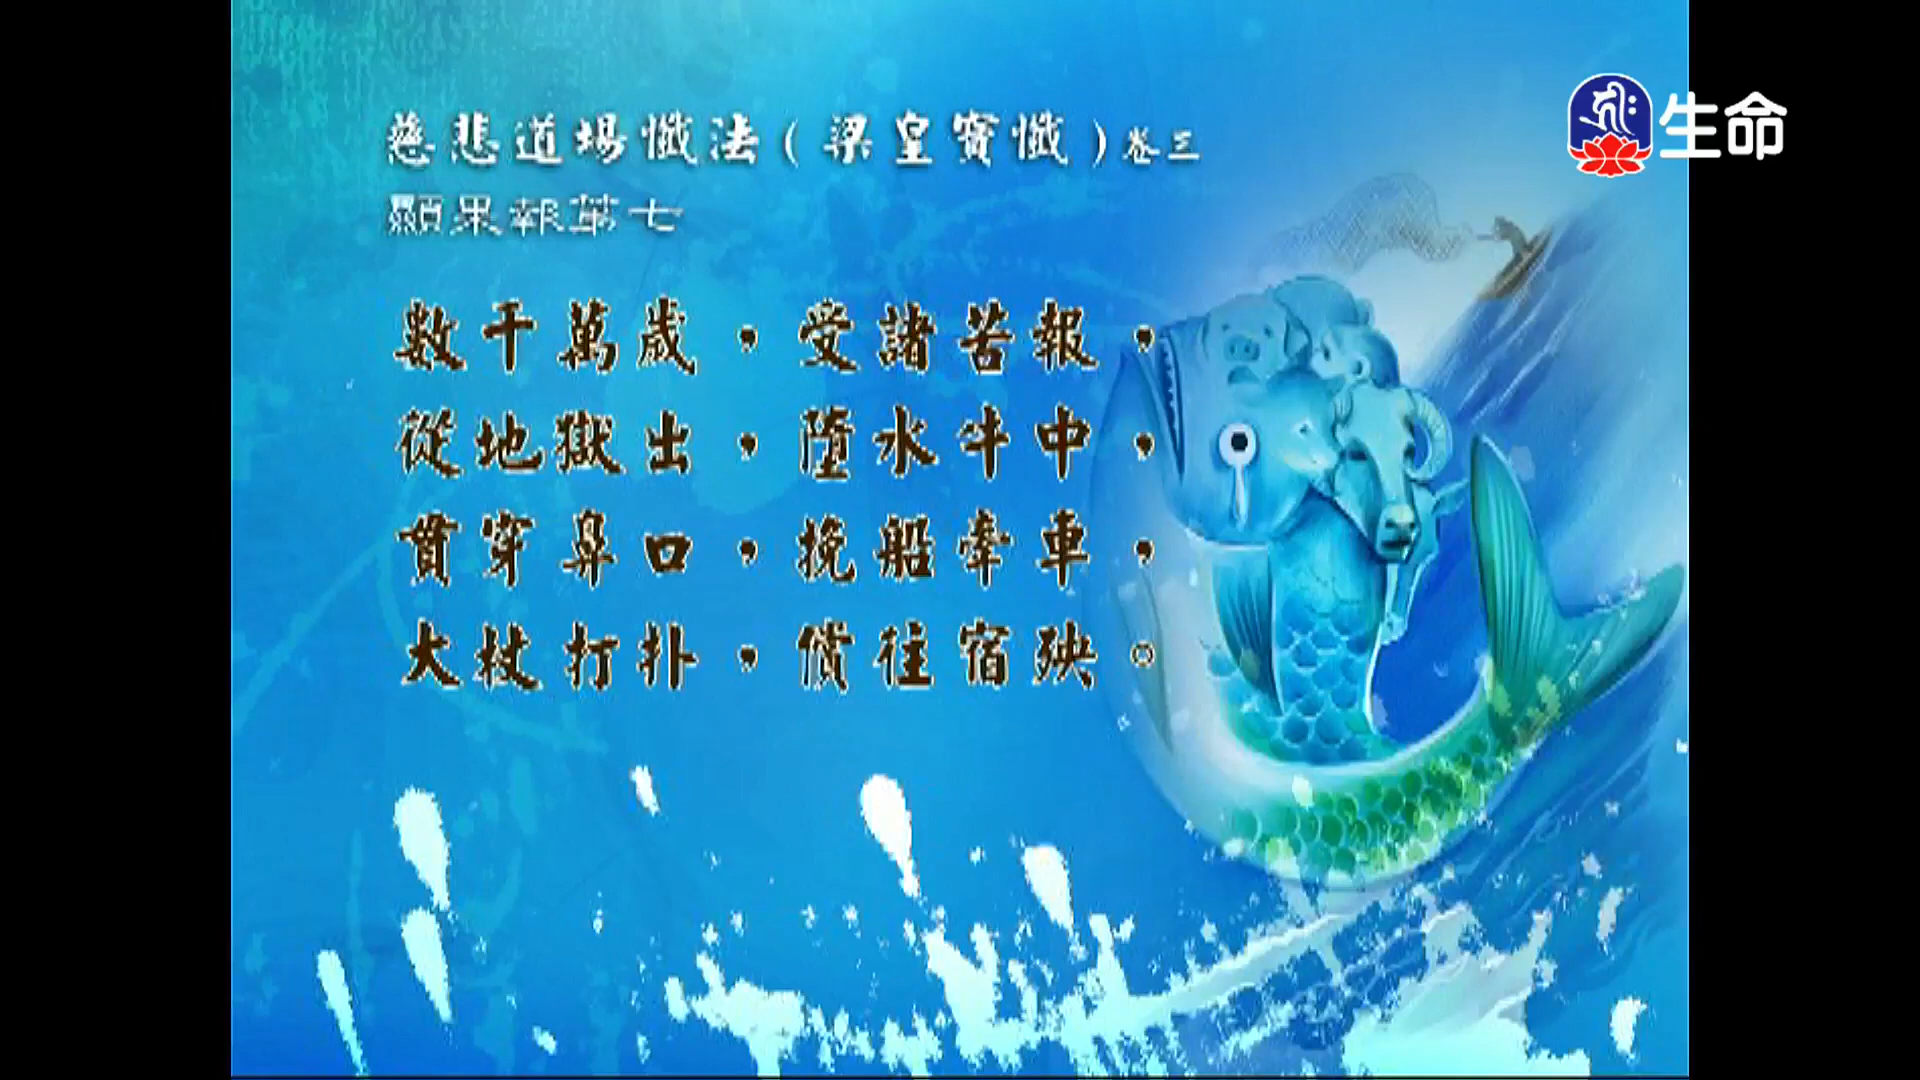 慈悲道場懺法(梁皇寶懺)卷三
顯果報第七
數千萬歲，受諸苦報，
從地獄出，墮水牛中，
貫穿鼻口，挽船牽車，
大杖打扑，償往宿殃。
生命